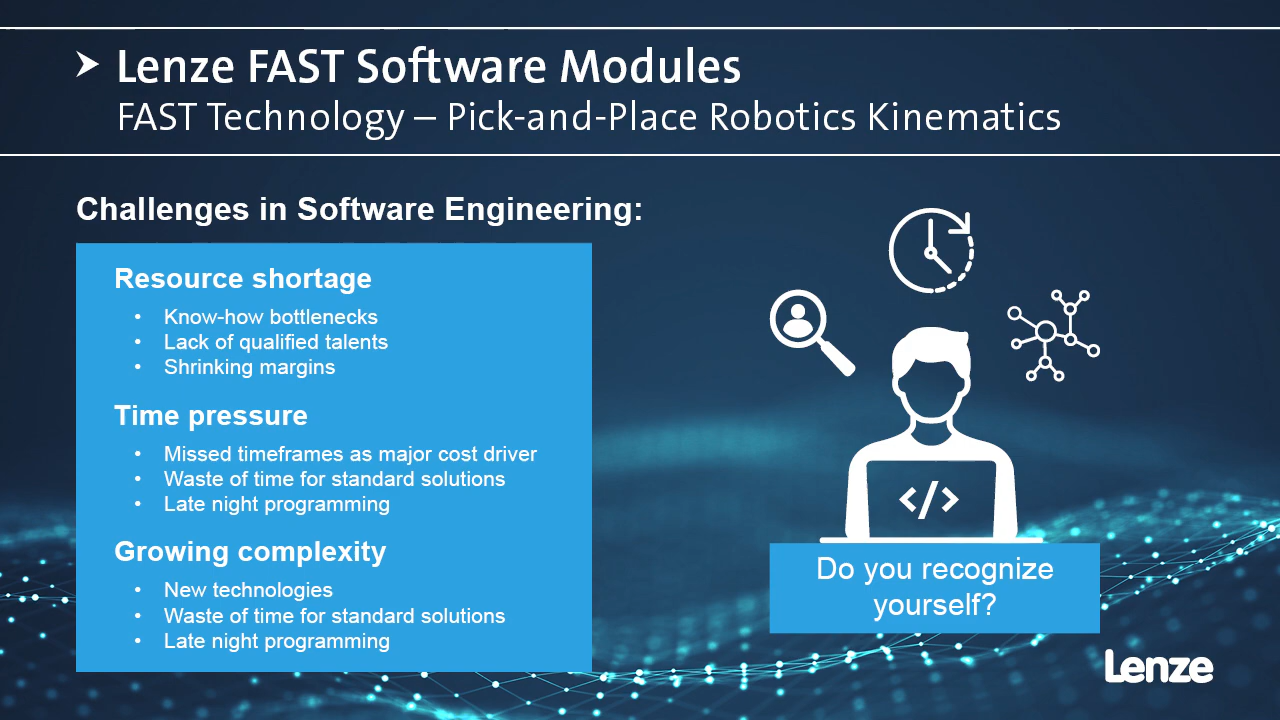 Lenze FAST Software Modules
FAST Technology – Pick-and-Place Robotics Kinematics
Challenges in Software Engineering:
Resource shortage
• Know-how bottlenecks
• Lack of qualified talents
• Shrinking margins
Time pressure
• Missed timeframes as major cost driver
• Waste of time for standard solutions
• Late night programming
Growing complexity
• New technologies
• Waste of time for standard solutions
• Late night programming
</>
Do you recognize
yourself?
Lenze